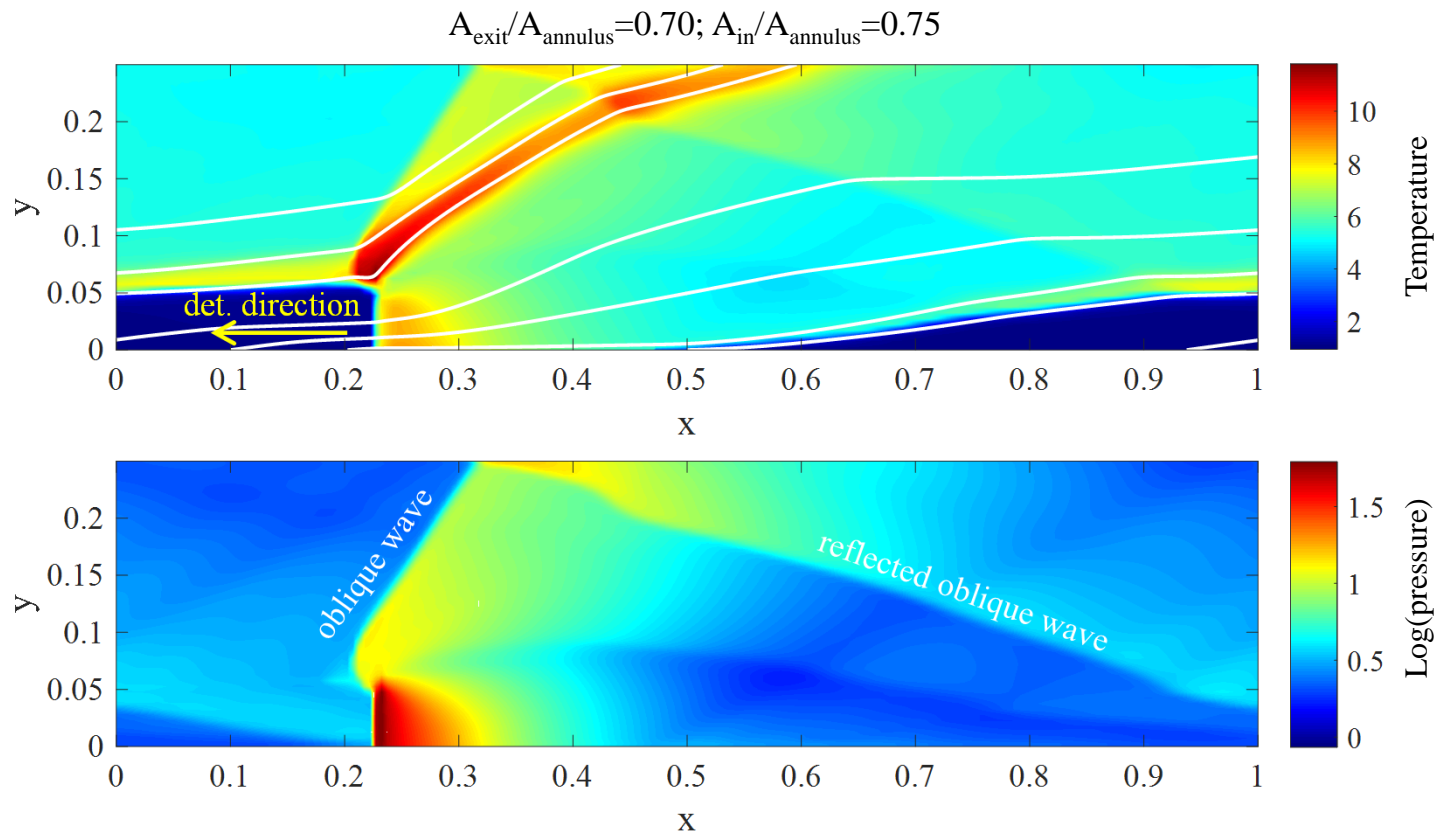 A_exit/A_annulus=0.70; A_in/A_annulus=0.75
0.2
0.15
0.1
0.05
0
y
det. direction
0 0.1 0.2 0.3 0.4 0.5 0.6 0.7 0.8 0.9 1
x
10
8
6
4
2
Temperature
0.2
0.15
0.1
0.05
0
y
oblique wave
reflected oblique wave
0 0.1 0.2 0.3 0.4 0.5 0.6 0.7 0.8 0.9 1
x
1.5
1
0.5
0
Log(pressure)